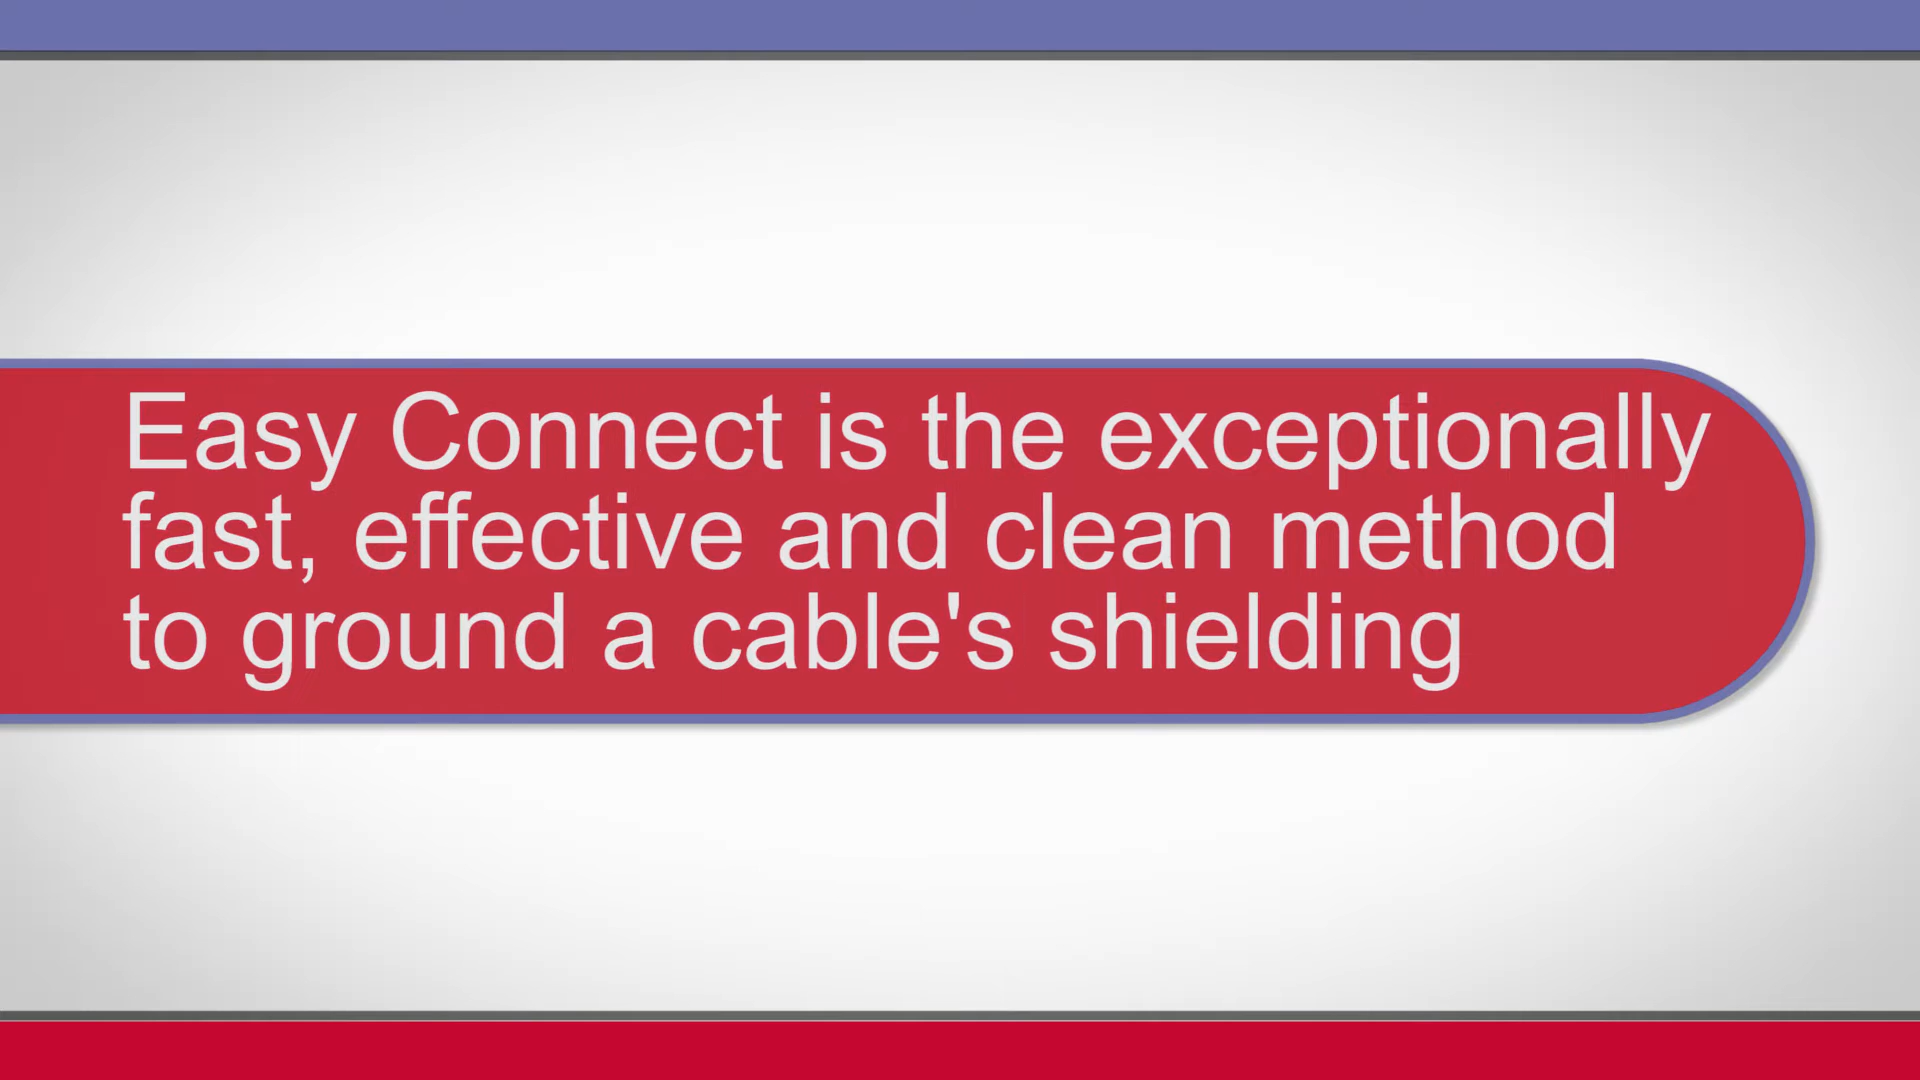 Easy Connect is the exceptionally
fast, effective and clean method
to ground a cable's shielding